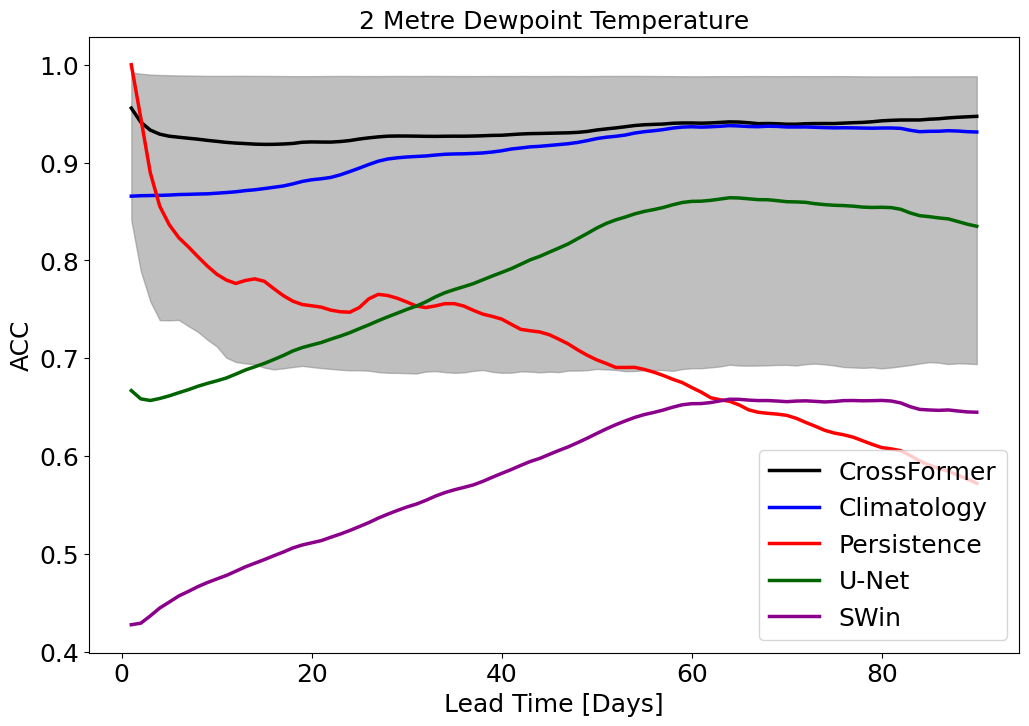 2 Metre Dewpoint Temperature
ACC
1.0
0.9
0.8
0.7
0.6
0.5
0.4
0
20
40
60
80
Lead Time [Days]
CrossFormer
Climatology
Persistence
U-Net
SWin